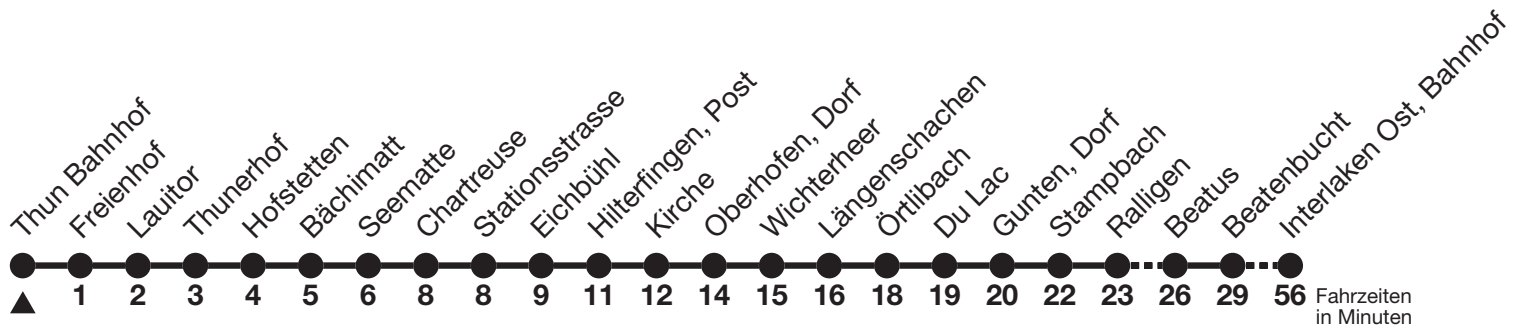 Thun Bahnhof
Freienhof
Lauitor
Thunerhof
Hofstetten
Bächimatt
Seematte
Chartreuse
Stationsstrasse
Eichbühl
Hilterfingen, Post
Kirche
Oberhofen, Dorf
Wichterheer
Längenschachen
Örtlibach
Du Lac
Gunten, Dorf
Stampbach
Ralligen
Beatus
Beatenbucht
Interlaken Ost, Bahnhof
1 2 3 4 5 6 8 8 9 11 12 14 15 16 18 19 20 22 23 26 29 56 Fahrzeiten
in Minuten